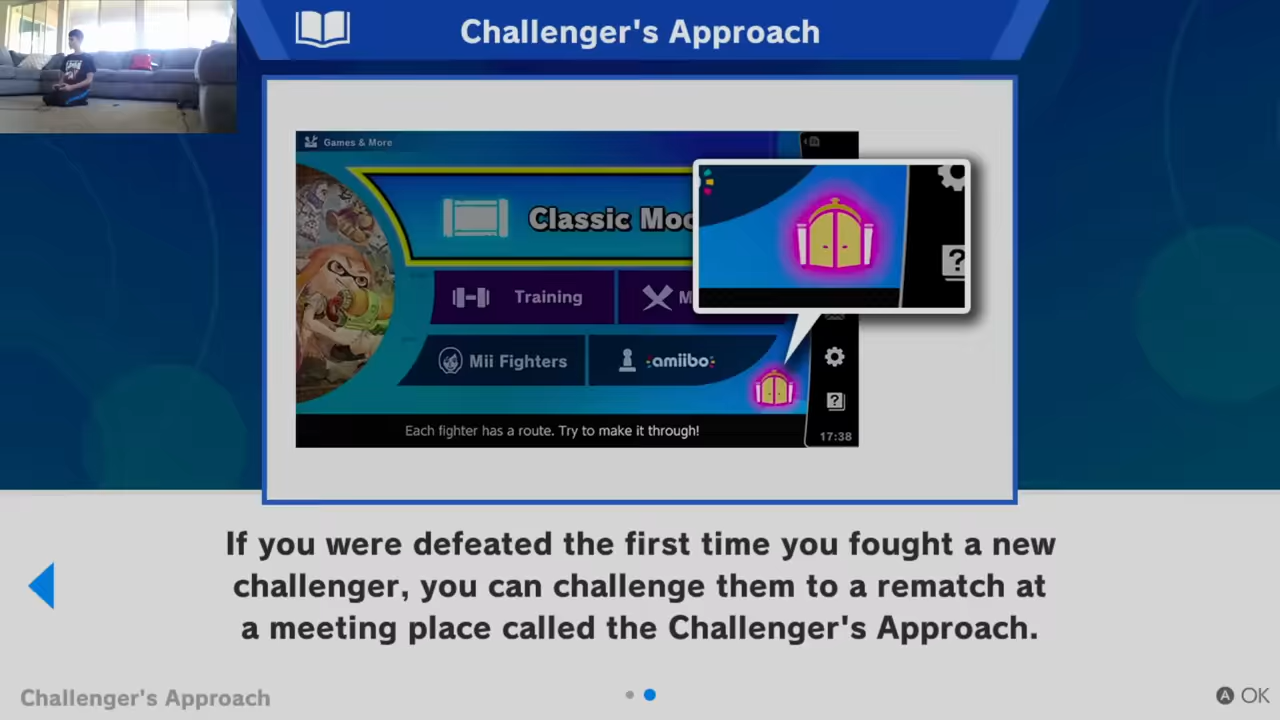 Challenger's Approach
Games & More
Classic
Training
Mii Fighters
amiibo
?
?
Each fighter has a route. Try to make it through!
17:38
If you were defeated the first time you fought a new
challenger, you can challenge them to a rematch at
a meeting place called the Challenger's Approach.
Challenger's Approach
A OK